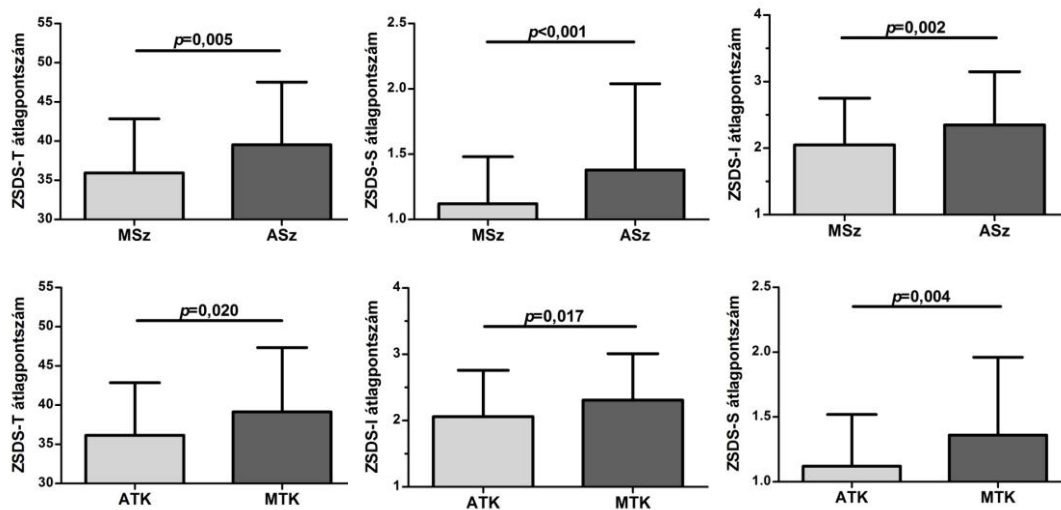 ZSDS-T átlagpontszám
55
50
45
40
35
30
p=0,005
MSz ASz
ZSDS-S átlagpontszám
2.5
2.0
1.5
1.0
p<0,001
MSz ASz
ZSDS-I átlagpontszám
4
3
2
1
p=0,002
MSz ASz
ZSDS-T átlagpontszám
55
50
45
40
35
30
p=0,020
ATK MTK
ZSDS-I átlagpontszám
4
3
2
1
p=0,017
ATK MTK
ZSDS-S átlagpontszám
2.5
2.0
1.5
1.0
p=0,004
ATK MTK